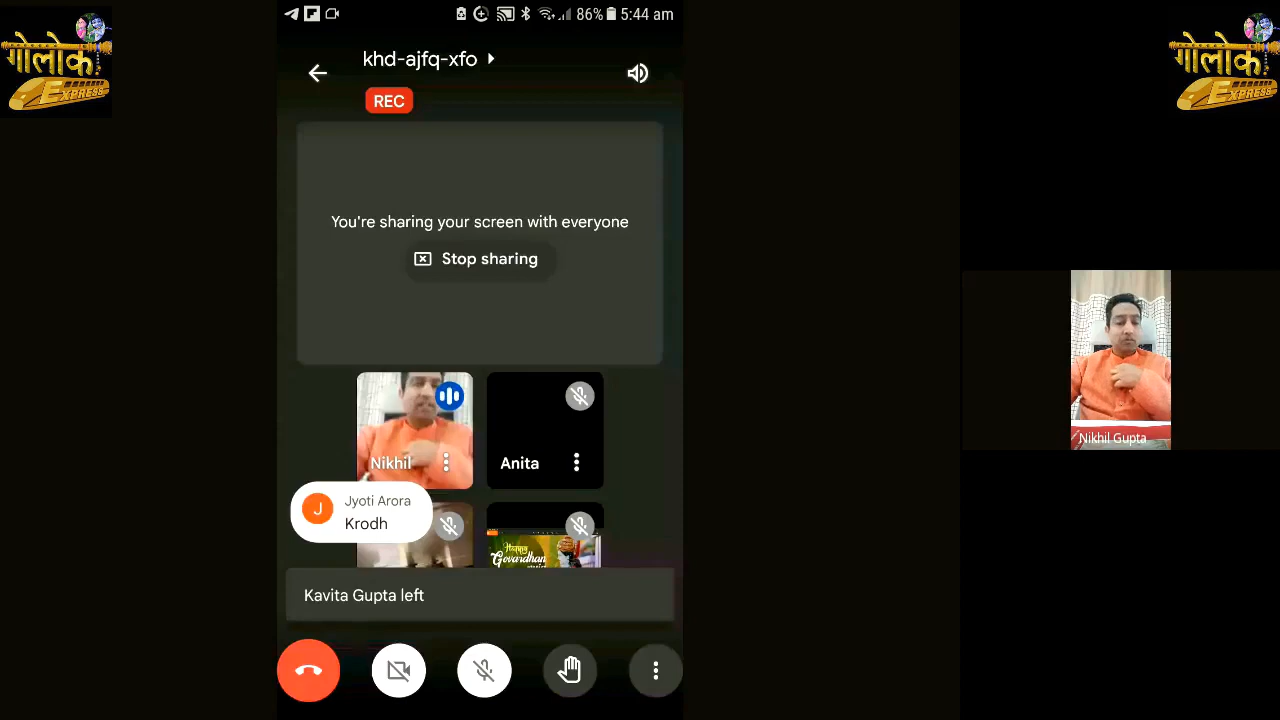 गोलोक
EXPRESS
86% 5:44 am
khd-ajfq-xfo
REC
You're sharing your screen with everyone
Stop sharing
Nikhil
Anita
J
Jyoti Arora
Krodh
Happy
Govardhan
Kavita Gupta left
गोलोक
EXPRESS
Nikhil Gupta